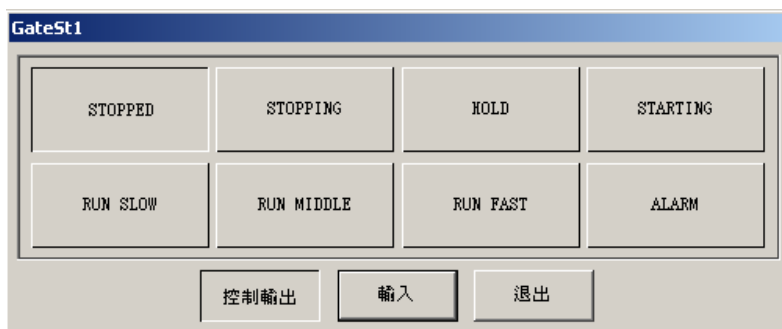 GateSt1
STOPPED STOPPING HOLD STARTING
RUN SLOW RUN MIDDLE RUN FAST ALARM
控制輸出 輸入 退出